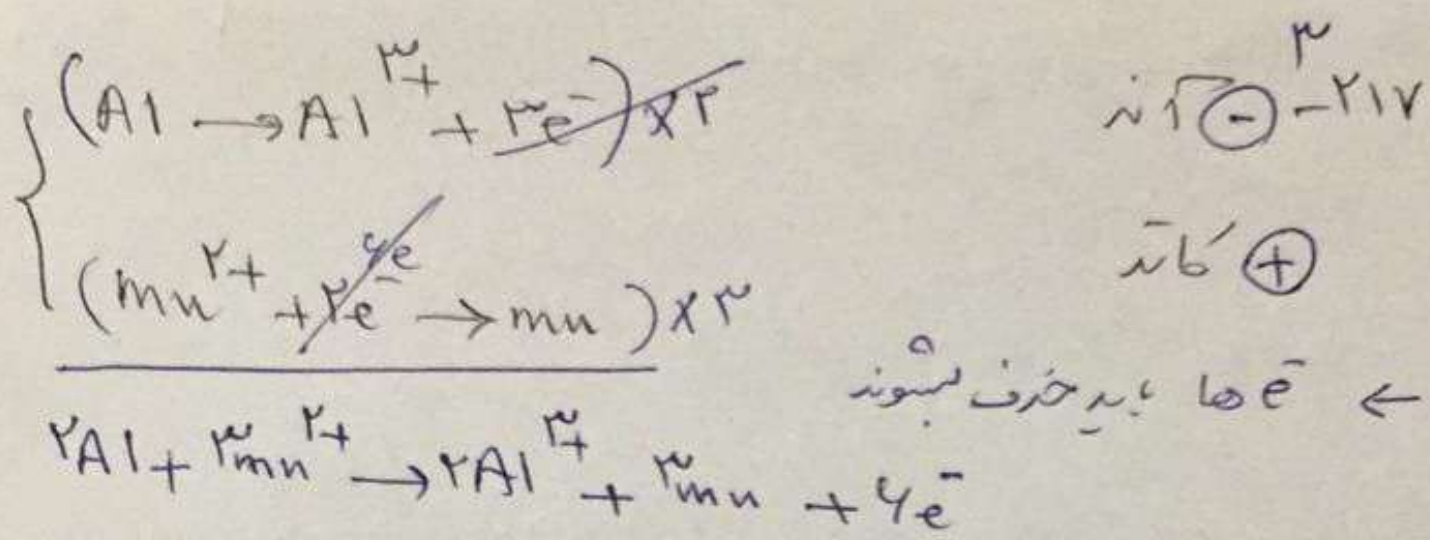 ۳
۲۱۷- ⊖ آند
(Al → Al³⁺ + ۳e⁻) × ۲
⊕ کاتد
(mn²⁺ + ۲e⁻ → mn) × ۳
۶e
← e⁻ ها باید حذف بشوند
۲Al + ۳mn²⁺ → ۲Al³⁺ + ۳mn + ۶e⁻